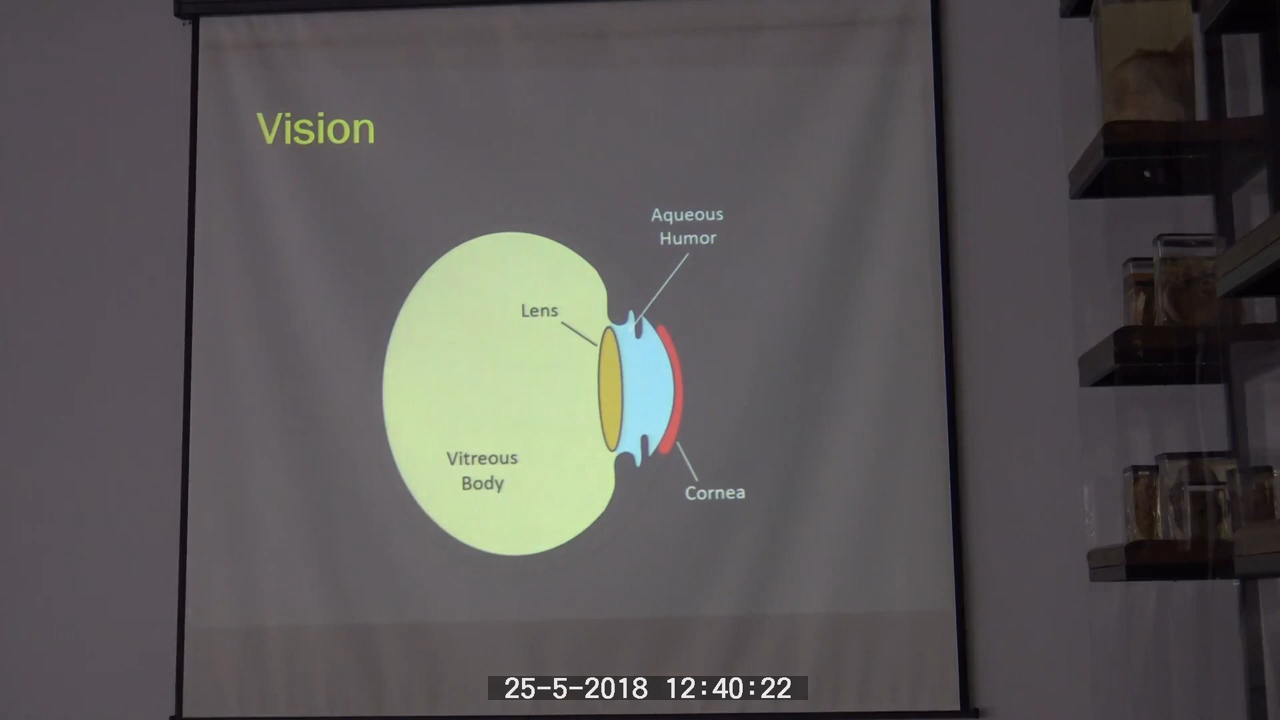 Vision
Aqueous
Humor
Lens
Vitreous
Body
Cornea
25-5-2018 12:40:22